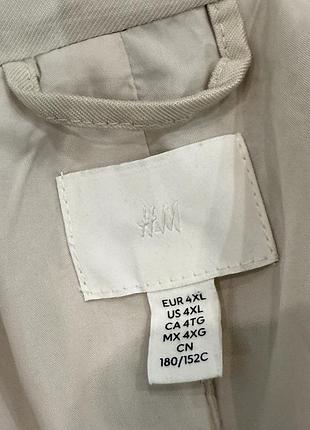 H&M
EUR 4XL
US 4XL
CA 4TG
MX 4XG
CN
180/152C